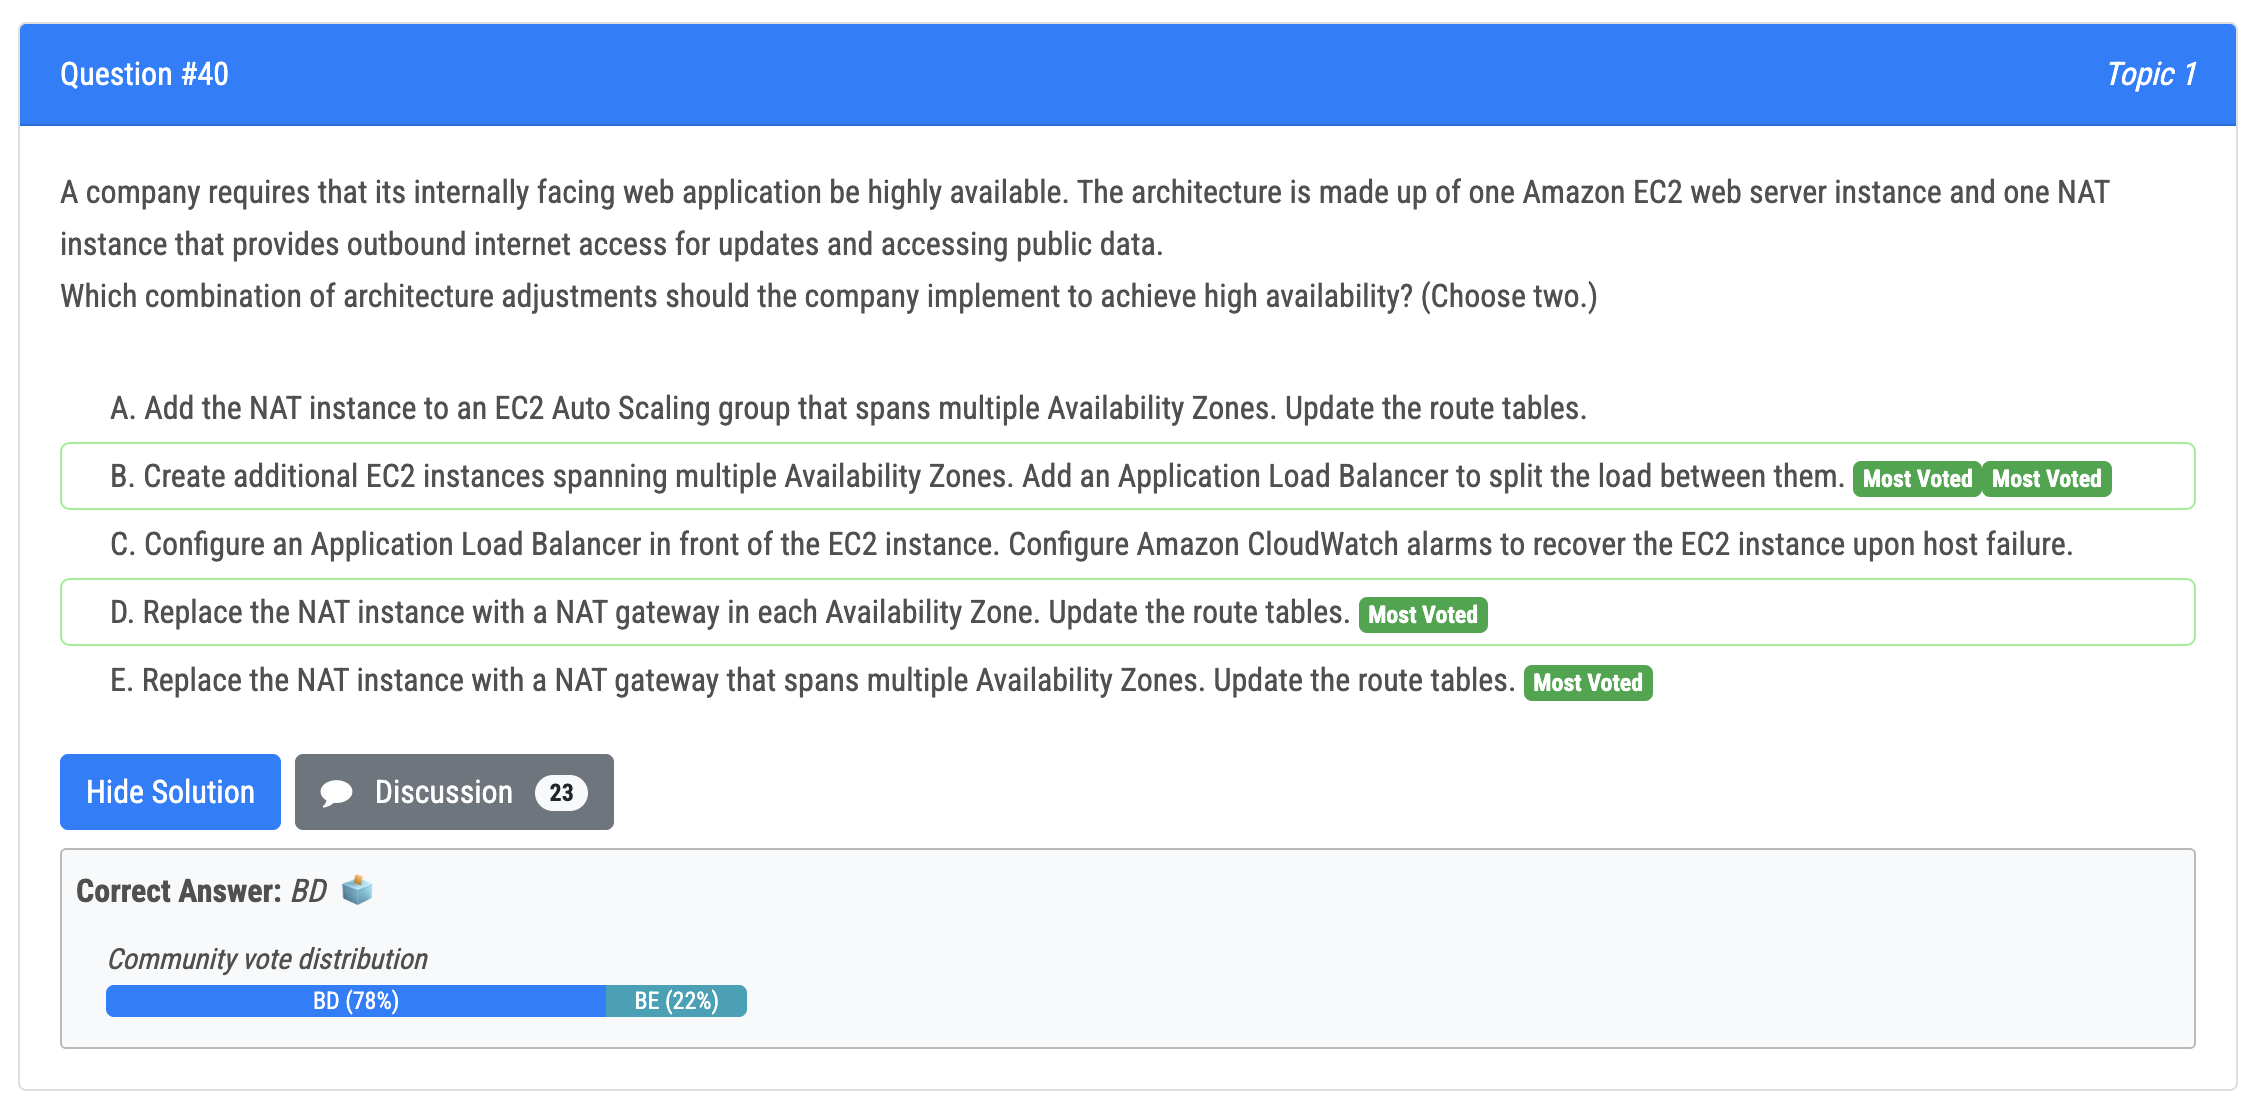 Question #40
Topic 1
A company requires that its internally facing web application be highly available. The architecture is made up of one Amazon EC2 web server instance and one NAT
instance that provides outbound internet access for updates and accessing public data.
Which combination of architecture adjustments should the company implement to achieve high availability? (Choose two.)
A. Add the NAT instance to an EC2 Auto Scaling group that spans multiple Availability Zones. Update the route tables.
B. Create additional EC2 instances spanning multiple Availability Zones. Add an Application Load Balancer to split the load between them. Most Voted Most Voted
C. Configure an Application Load Balancer in front of the EC2 instance. Configure Amazon CloudWatch alarms to recover the EC2 instance upon host failure.
D. Replace the NAT instance with a NAT gateway in each Availability Zone. Update the route tables. Most Voted
E. Replace the NAT instance with a NAT gateway that spans multiple Availability Zones. Update the route tables. Most Voted
Hide Solution
Discussion 23
Correct Answer: BD
Community vote distribution
BD (78%) BE (22%)